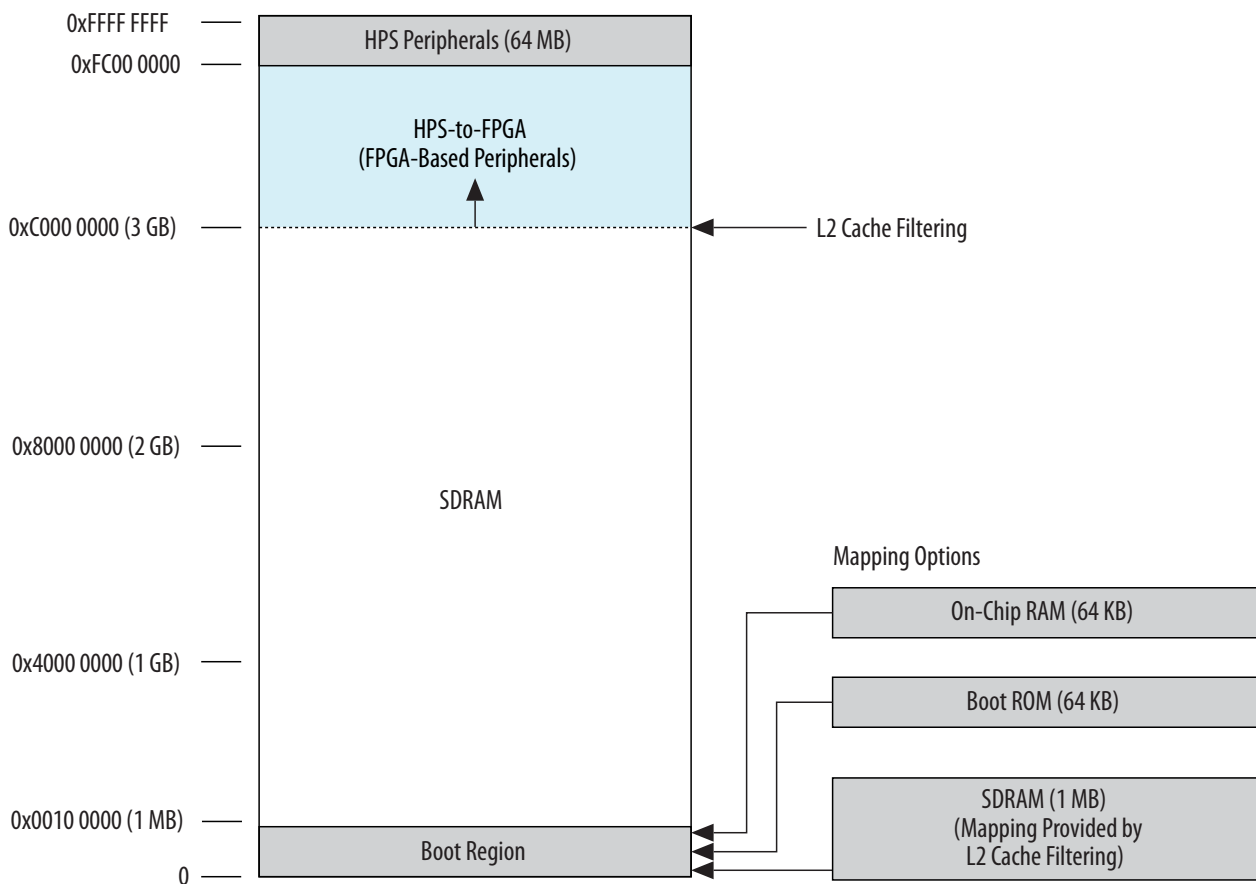 0xFFFF FFFF
HPS Peripherals (64 MB)
0xFC00 0000
HPS-to-FPGA
(FPGA-Based Peripherals)
0xC000 0000 (3 GB)
L2 Cache Filtering
0x8000 0000 (2 GB)
SDRAM
Mapping Options
On-Chip RAM (64 KB)
0x4000 0000 (1 GB)
Boot ROM (64 KB)
SDRAM (1 MB)
(Mapping Provided by
L2 Cache Filtering)
0x0010 0000 (1 MB)
Boot Region
0